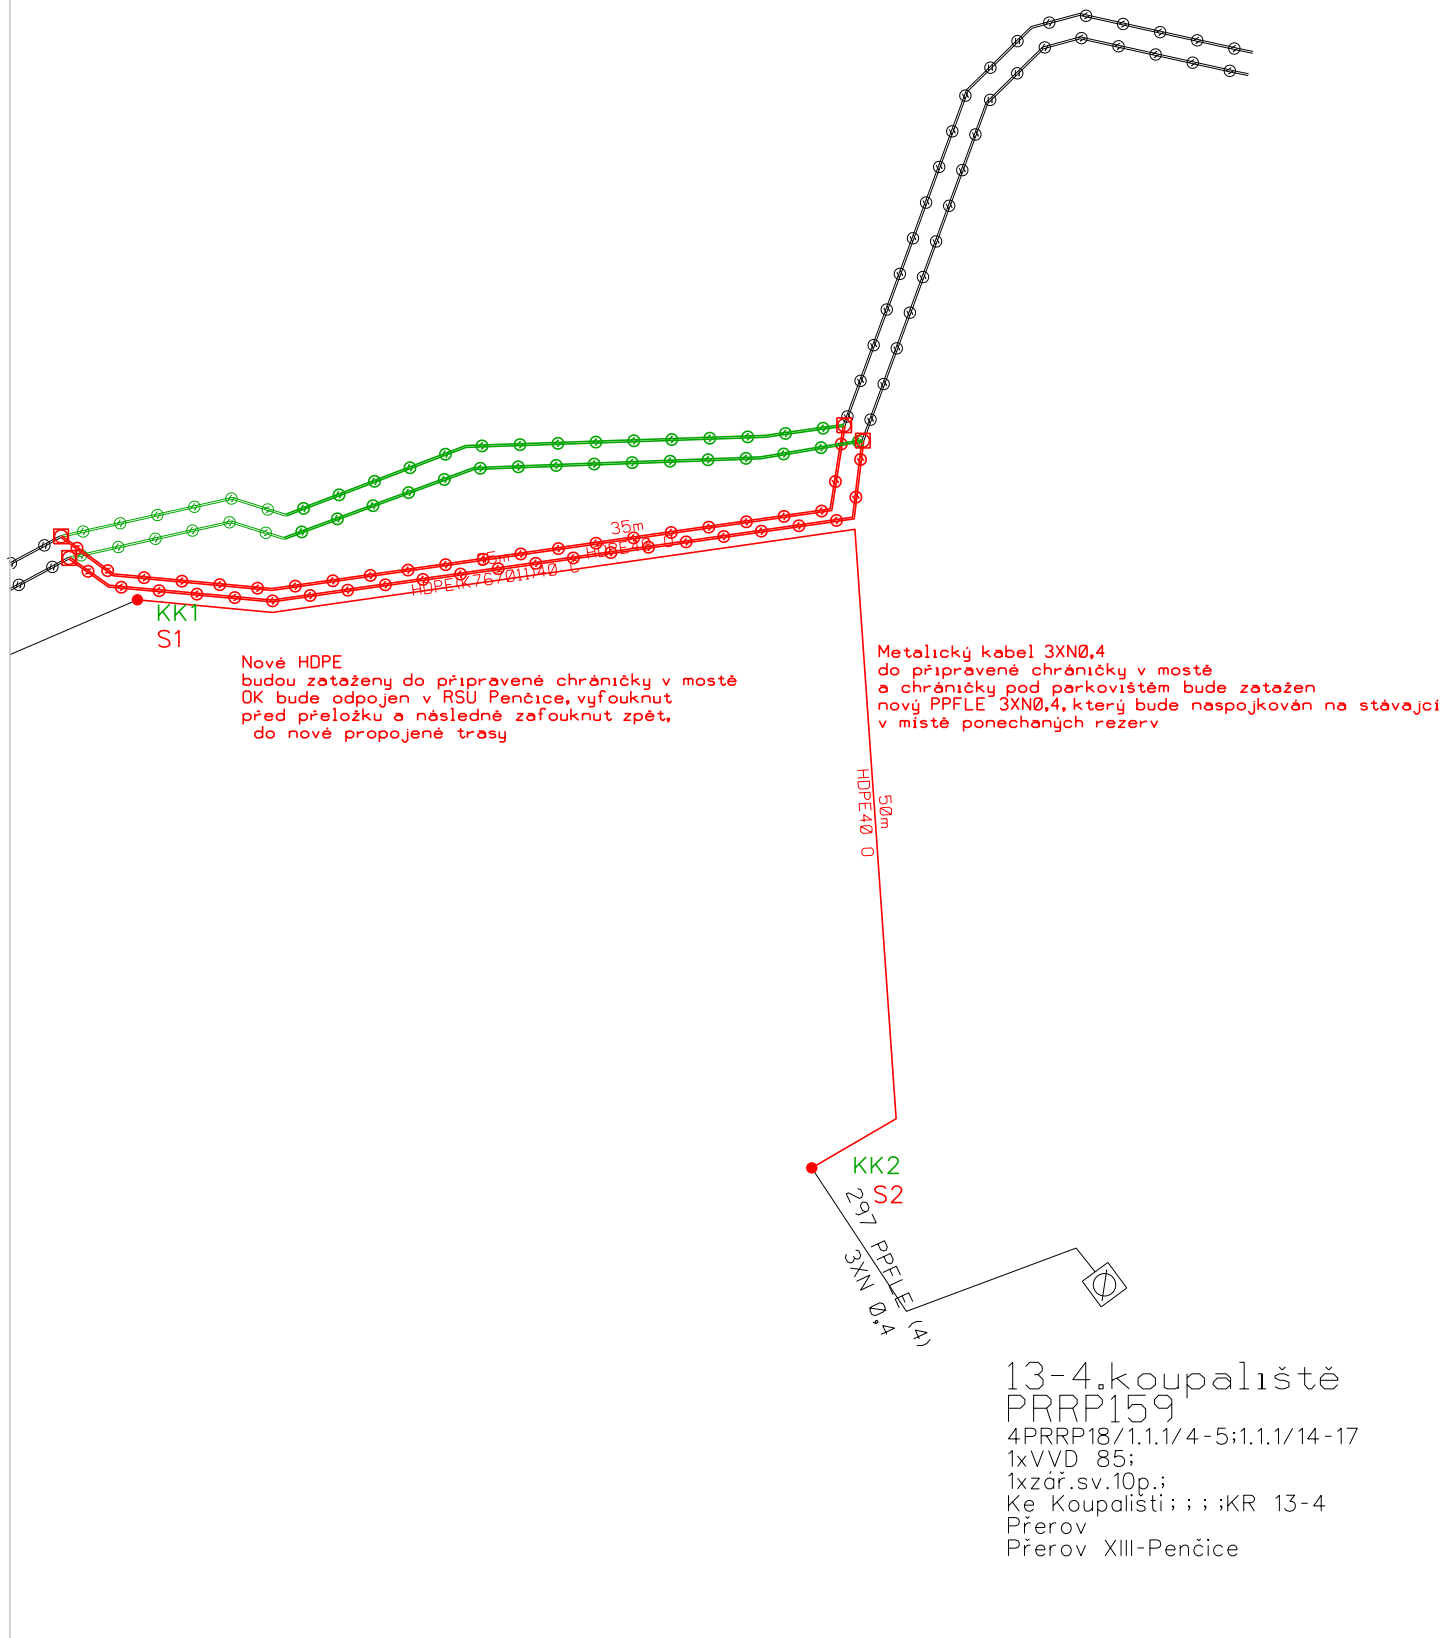 35m
HDPE40 O
35m
HDPE(K767011)40 C
KK1
S1
Nové HDPE
budou zataženy do připravené chráničky v mostě
OK bude odpojen v RSU Penčice, vyfouknut
před přeložku a následně zafouknut zpět,
do nově propojené trasy
Metalický kabel 3XN0,4
do připravené chráničky v mostě
a chráničky pod parkovištěm bude zatažen
nový PPFLE 3XN0,4, který bude naspojkován na stávající
v místě ponechaných rezerv
50m
HDPE40 O
KK2
S2
297 PPFLE (4)
3XN 0,4
13-4.koupaliště
PRRP159
4PRRP18/1.1.1/4-5;1.1.1/14-17
1xVVD 85;
1xzář.sv.10p.;
Ke Koupališti; ; ; ;KR 13-4
Přerov
Přerov XIII-Penčice